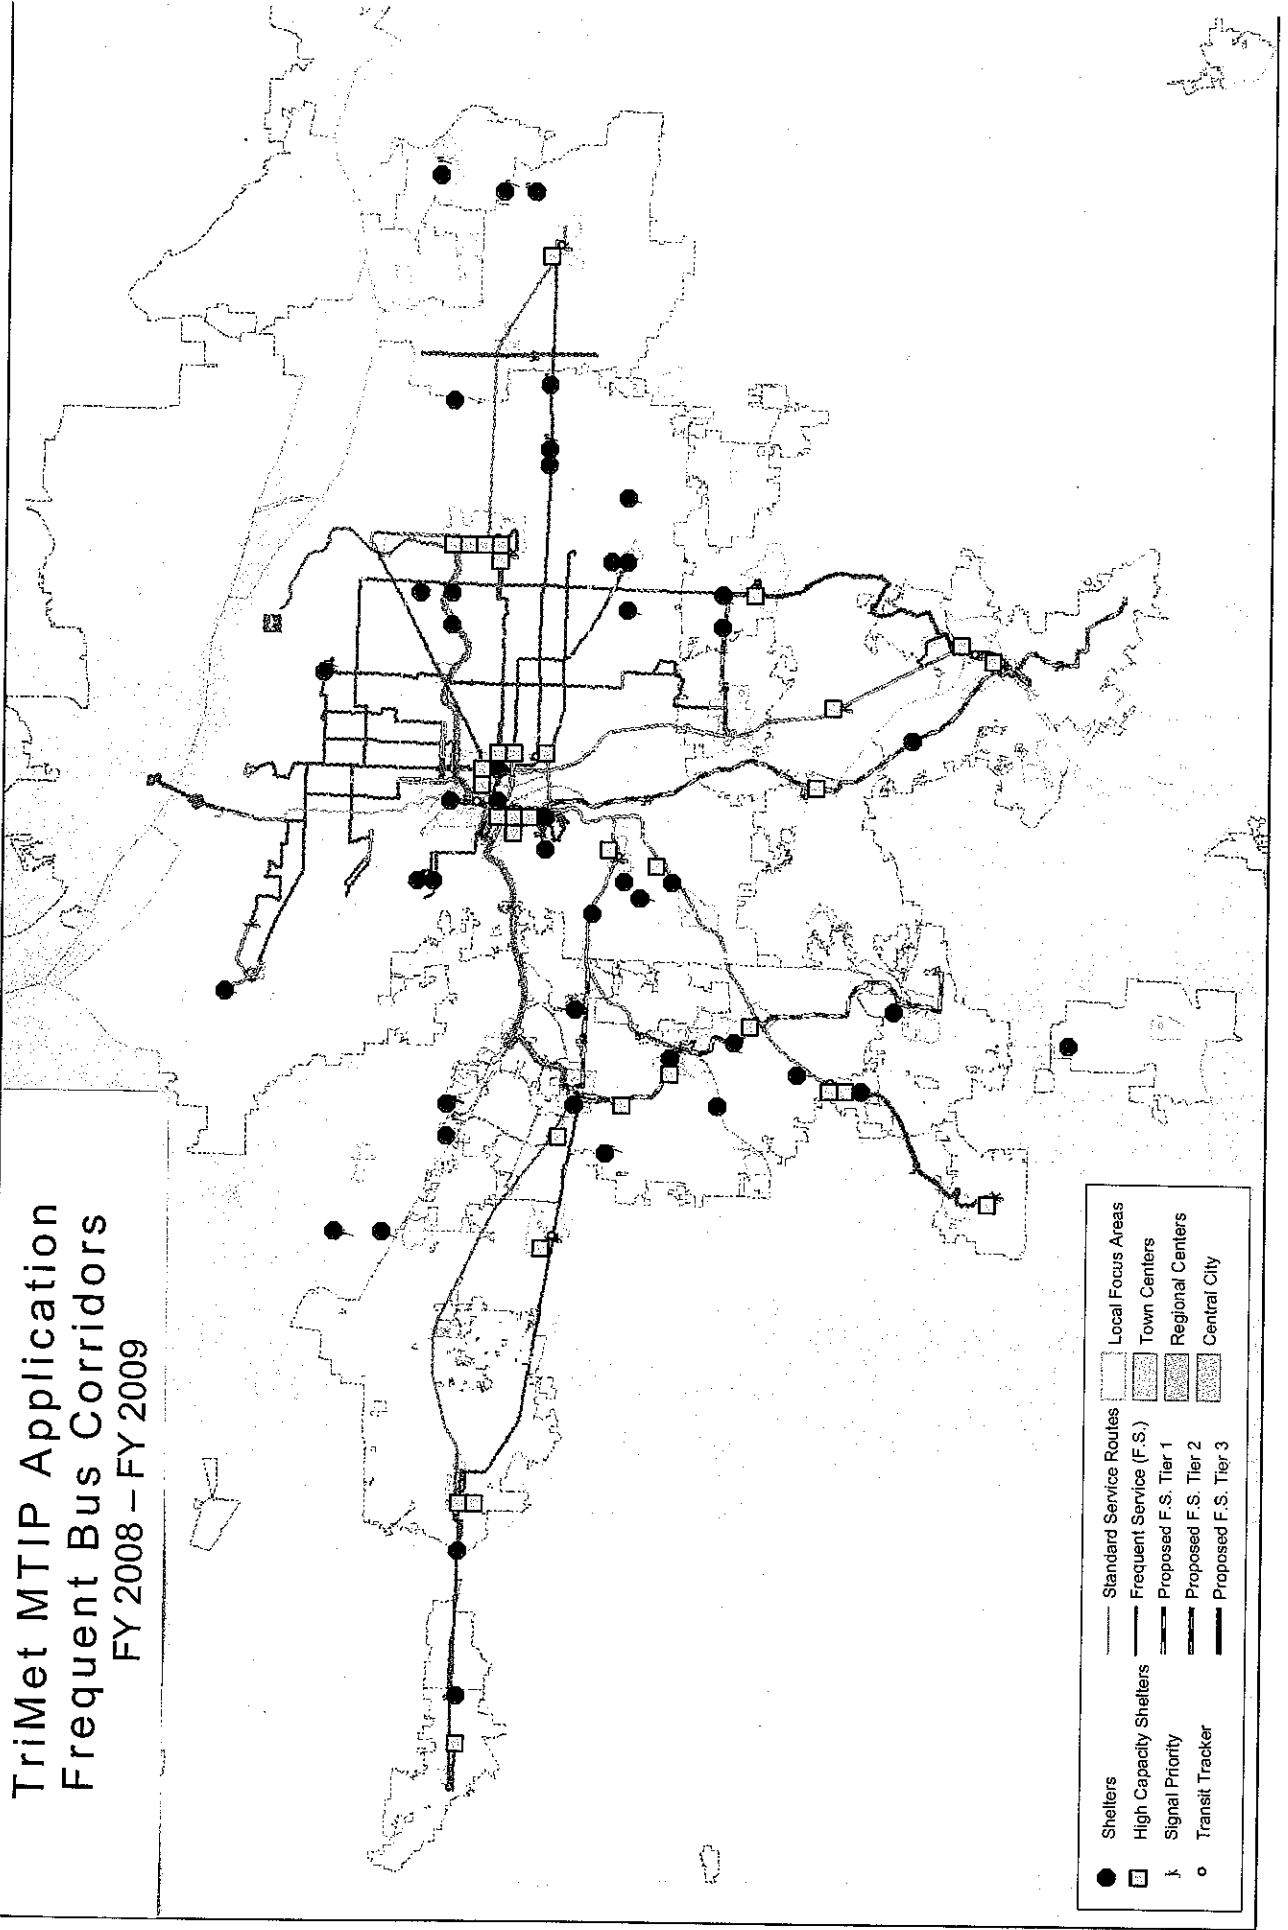 TriMet MTIP Application
Frequent Bus Corridors
FY 2008 – FY 2009
Shelters
High Capacity Shelters
Signal Priority
Transit Tracker
Standard Service Routes
Frequent Service (F.S.)
Proposed F.S. Tier 1
Proposed F.S. Tier 2
Proposed F.S. Tier 3
Local Focus Areas
Town Centers
Regional Centers
Central City